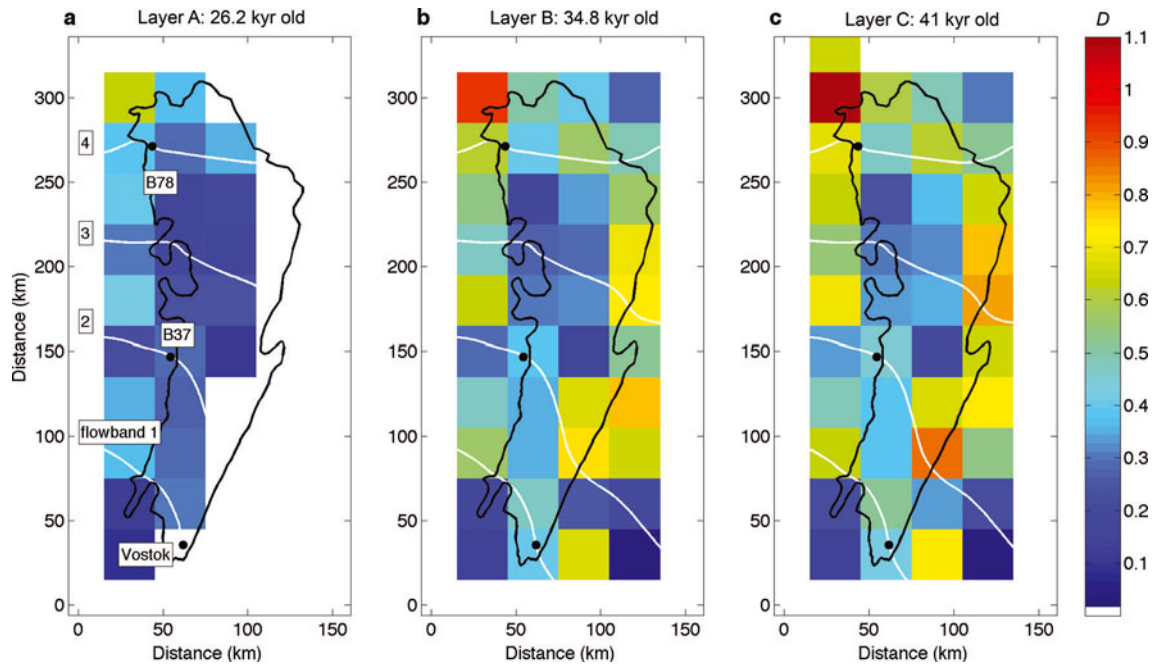 a Layer A: 26.2 kyr old
b Layer B: 34.8 kyr old
c Layer C: 41 kyr old
D
Distance (km)
300
250
200
150
100
50
0
4
B78
3
2
B37
flowband 1
Vostok
0 50 100 150
Distance (km)
300
250
200
150
100
50
0
0 50 100 150
Distance (km)
300
250
200
150
100
50
0
0 50 100 150
Distance (km)
1.1
1
0.9
0.8
0.7
0.6
0.5
0.4
0.3
0.2
0.1